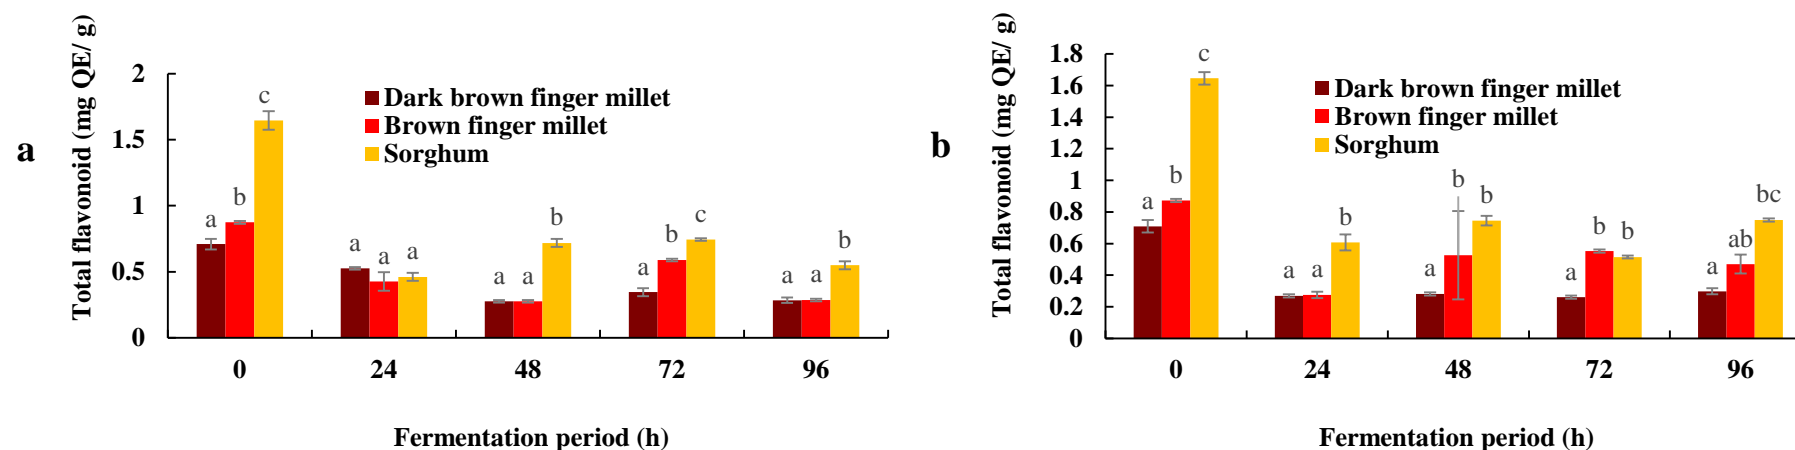 a
Total flavonoid (mg QE/ g)
2
1.5
1
0.5
0
Dark brown finger millet
Brown finger millet
Sorghum
a b c
a a a
a a b
a b c
a a b
0 24 48 72 96
Fermentation period (h)
b
Total flavonoid (mg QE/ g)
1.8
1.6
1.4
1.2
1
0.8
0.6
0.4
0.2
0
Dark brown finger millet
Brown finger millet
Sorghum
a b c
a a b
a b b
a b b
a ab bc
0 24 48 72 96
Fermentation period (h)